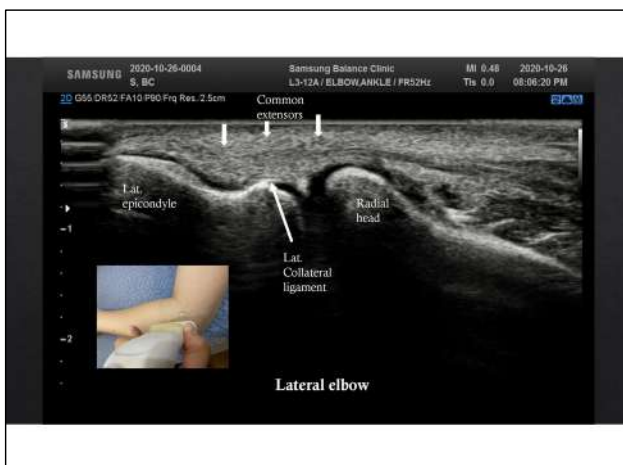 SAMSUNG
2020-10-26-0004
S, BC
Samsung Balance Clinic
L3-12A / ELBOW,ANKLE / FR52Hz
MI 0.48
TIs 0.0
2020-10-26
08:06:20 PM
2D G55/DR52/FA10/P90/Frq Res./2.5cm
Common
extensors
Lat.
epicondyle
Radial
head
Lat.
Collateral
ligament
1
2
Lateral elbow